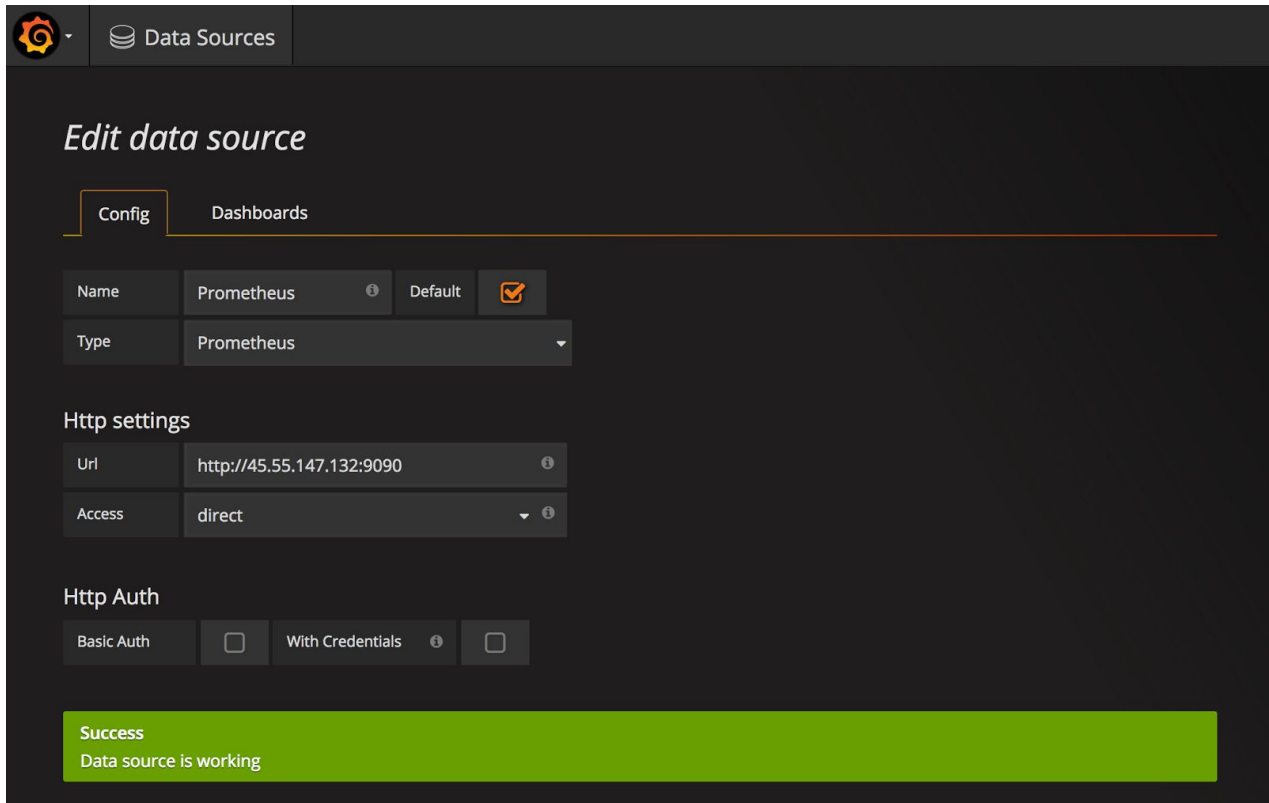 Data Sources
Edit data source
Config Dashboards
Name Prometheus Default
Type Prometheus
Http settings
Url http://45.55.147.132:9090
Access direct
Http Auth
Basic Auth With Credentials
Success
Data source is working